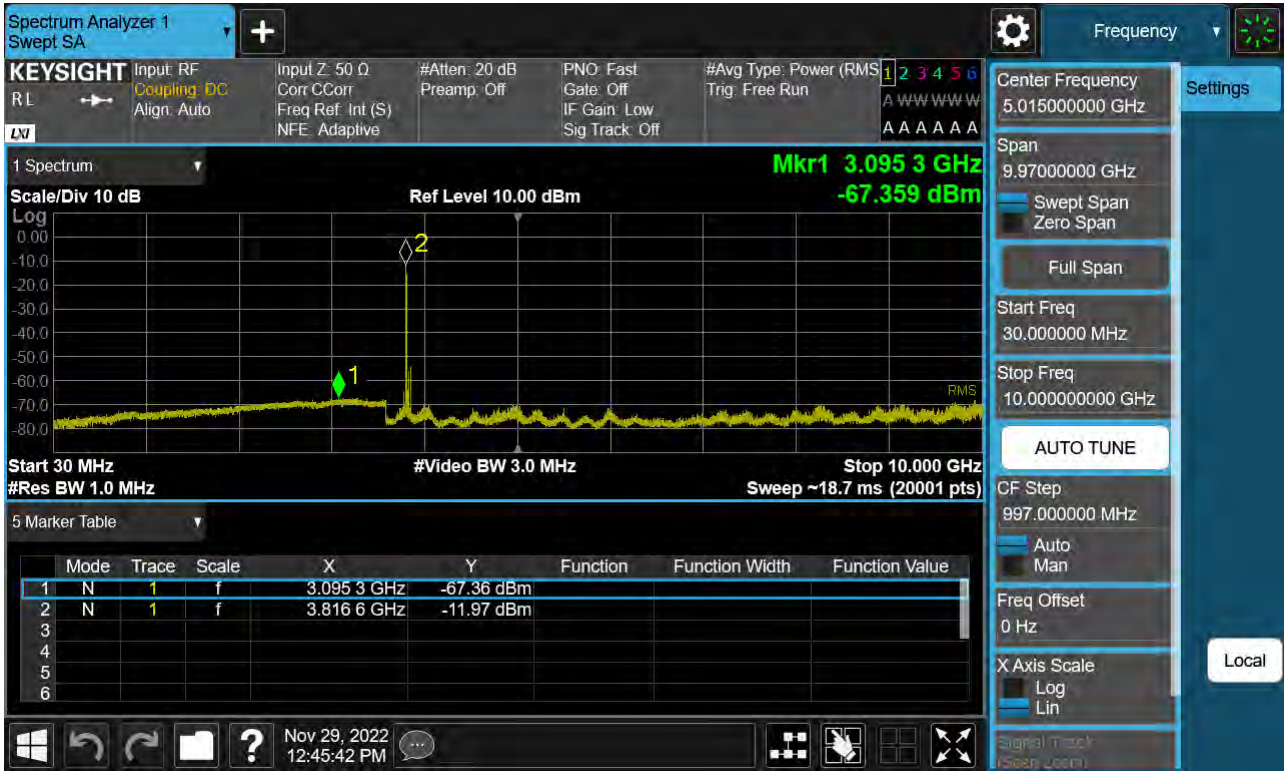 Spectrum Analyzer 1
Swept SA
+
Frequency
KEYSIGHT
RL
LXI
Input: RF
Coupling: DC
Align: Auto
Input Z: 50 Ω
Corr CCorr
Freq Ref: Int (S)
NFE: Adaptive
#Atten: 20 dB
Preamp: Off
PNO: Fast
Gate: Off
IF Gain: Low
Sig Track: Off
#Avg Type: Power (RMS
Trig: Free Run
1 2 3 4 5 6
A W W W W W
A A A A A A
1 Spectrum
Mkr1 3.095 3 GHz
-67.359 dBm
Scale/Div 10 dB
Ref Level 10.00 dBm
Log
0.00
-10.0
-20.0
-30.0
-40.0
-50.0
-60.0
-70.0
-80.0
2
1
RMS
Start 30 MHz
#Video BW 3.0 MHz
Stop 10.000 GHz
#Res BW 1.0 MHz
Sweep ~18.7 ms (20001 pts)
5 Marker Table
Mode Trace Scale X Y Function Function Width Function Value
1 N 1 f 3.095 3 GHz -67.36 dBm
2 N 1 f 3.816 6 GHz -11.97 dBm
3
4
5
6
Nov 29, 2022
12:45:42 PM
?
Center Frequency
5.015000000 GHz
Span
9.97000000 GHz
Swept Span
Zero Span
Full Span
Start Freq
30.000000 MHz
Stop Freq
10.000000000 GHz
AUTO TUNE
CF Step
997.000000 MHz
Auto
Man
Freq Offset
0 Hz
X Axis Scale
Log
Lin
Signal Track
(Span Zoom)
Settings
Local